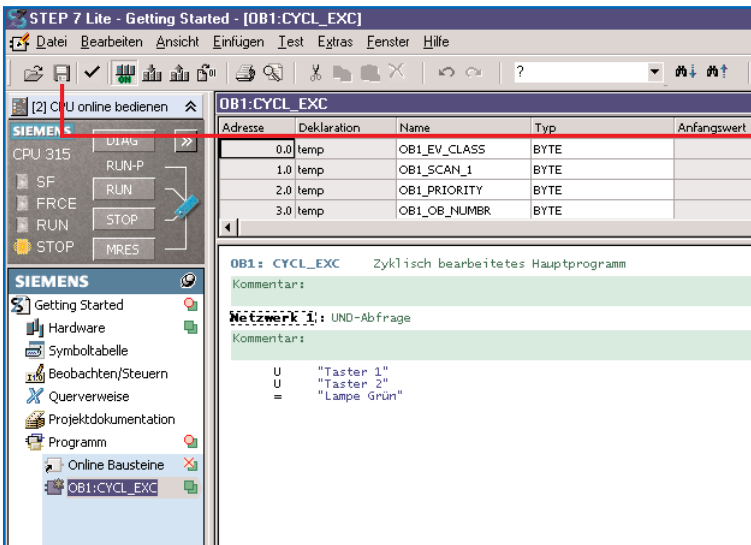 STEP 7 Lite - Getting Started - [OB1:CYCL_EXC]
Datei Bearbeiten Ansicht Einfügen Test Extras Fenster Hilfe
ON ?
[2] CPU online bedienen
SIEMENS
DIAG
CPU 315
RUN-P
SF
RUN
FRCE
STOP
RUN
STOP
MRES
SIEMENS
Getting Started
Hardware
Symboltabelle
Beobachten/Steuern
Querverweise
Projektdokumentation
Programm
Online Bausteine
OB1:CYCL_EXC
OB1:CYCL_EXC
Adresse Deklaration Name Typ Anfangswert
0.0 temp OB1_EV_CLASS BYTE
1.0 temp OB1_SCAN_1 BYTE
2.0 temp OB1_PRIORITY BYTE
3.0 temp OB1_OB_NUMBR BYTE
OB1: CYCL_EXC Zyklisch bearbeitetes Hauptprogramm
Kommentar:
Netzwerk 1: UND-Abfrage
Kommentar:
U "Taster 1"
U "Taster 2"
= "Lampe Grün"